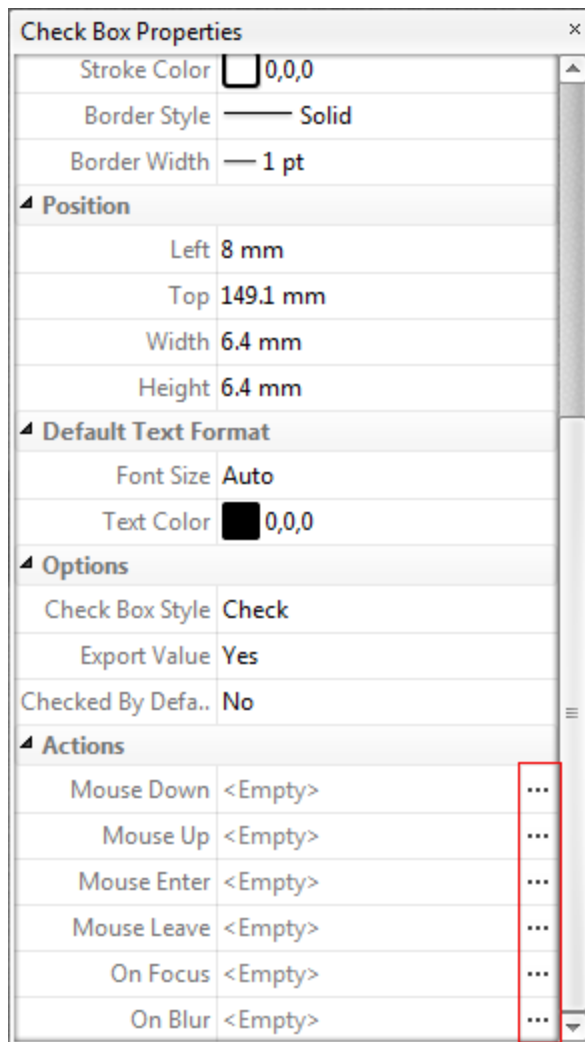 Check Box Properties
Stroke Color 0,0,0
Border Style Solid
Border Width 1 pt
Position
Left 8 mm
Top 149.1 mm
Width 6.4 mm
Height 6.4 mm
Default Text Format
Font Size Auto
Text Color 0,0,0
Options
Check Box Style Check
Export Value Yes
Checked By Defa.. No
Actions
Mouse Down <Empty> ...
Mouse Up <Empty> ...
Mouse Enter <Empty> ...
Mouse Leave <Empty> ...
On Focus <Empty> ...
On Blur <Empty> ...